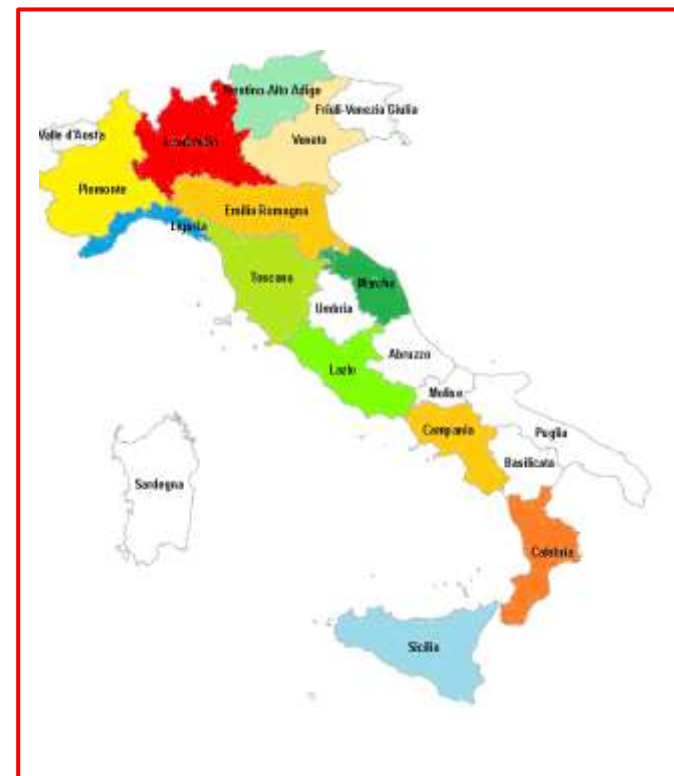 Trentino-Alto Adige
Friuli-Venezia Giulia
Valle d'Aosta
Veneto
Piemonte
Emilia Romagna
Liguria
Toscana
Marche
Umbria
Abruzzo
Lazio
Molise
Campania
Puglia
Basilicata
Sardegna
Calabria
Sicilia